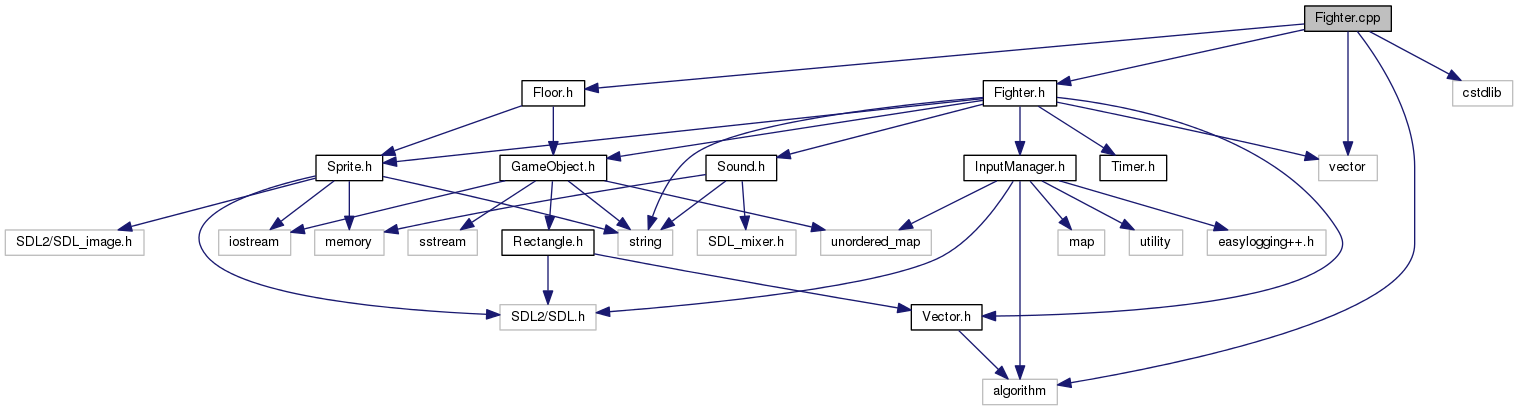 Fighter.cpp
Floor.h
Fighter.h
cstdlib
Sprite.h
GameObject.h
Sound.h
InputManager.h
Timer.h
vector
SDL2/SDL_image.h
iostream
memory
sstream
Rectangle.h
string
SDL_mixer.h
unordered_map
map
utility
easylogging++.h
SDL2/SDL.h
Vector.h
algorithm